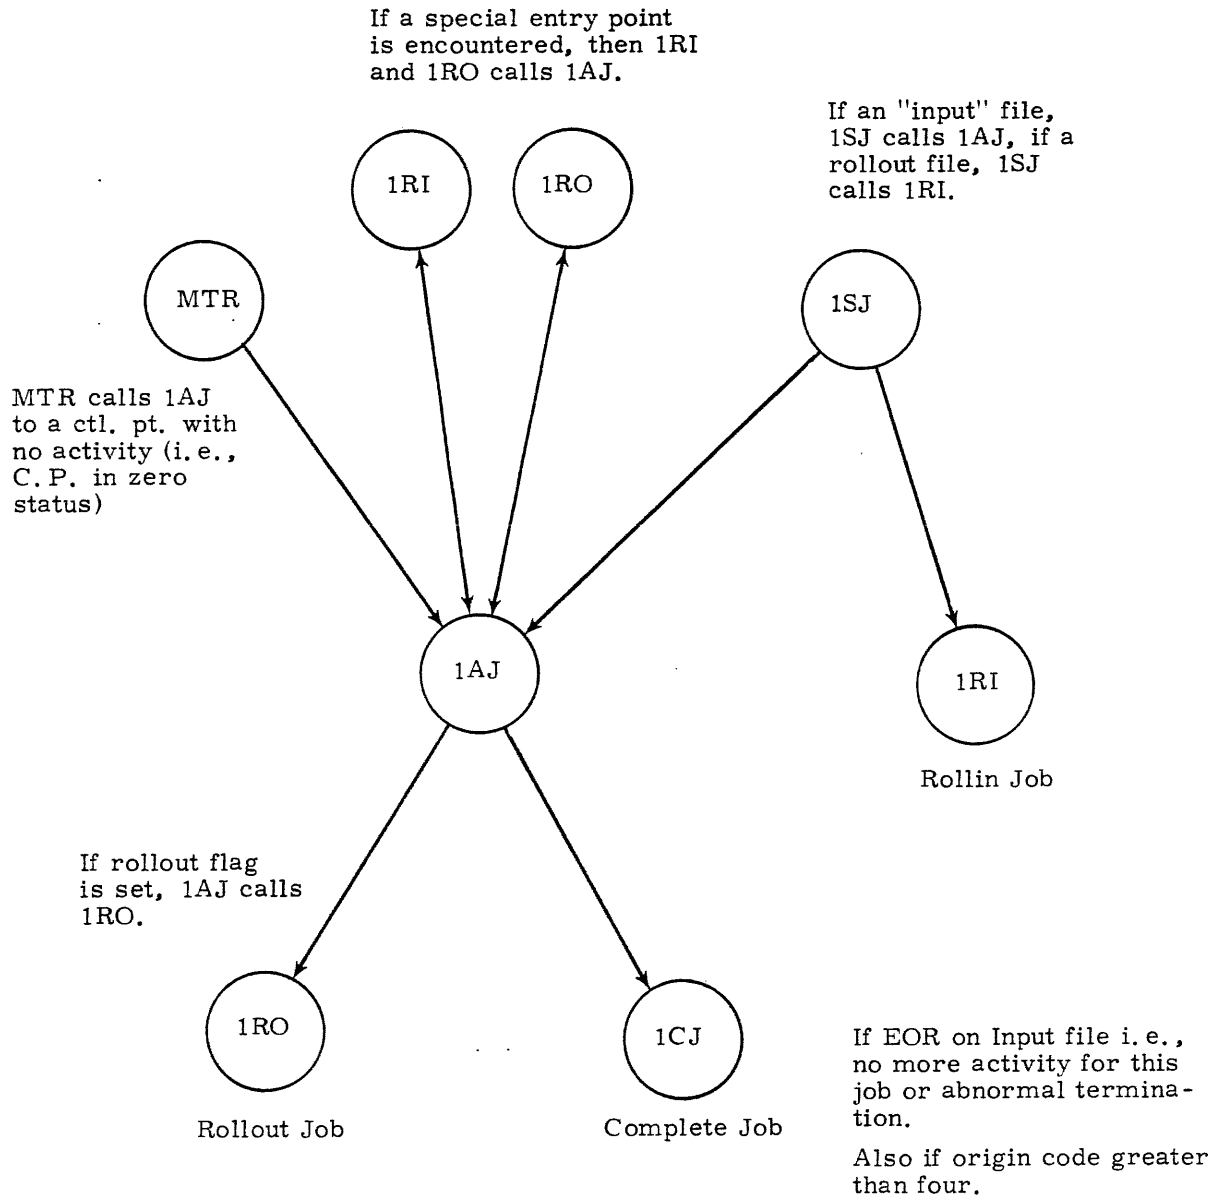 If a special entry point
is encountered, then 1RI
and 1RO calls 1AJ.
If an "input" file,
1SJ calls 1AJ, if a
rollout file, 1SJ
calls 1RI.
1RI
1RO
MTR
1SJ
MTR calls 1AJ
to a ctl. pt. with
no activity (i.e.,
C.P. in zero
status)
1AJ
1RI
Rollin Job
If rollout flag
is set, 1AJ calls
1RO.
1RO
1CJ
Rollout Job
Complete Job
If EOR on Input file i.e.,
no more activity for this
job or abnormal termina-
tion.
Also if origin code greater
than four.